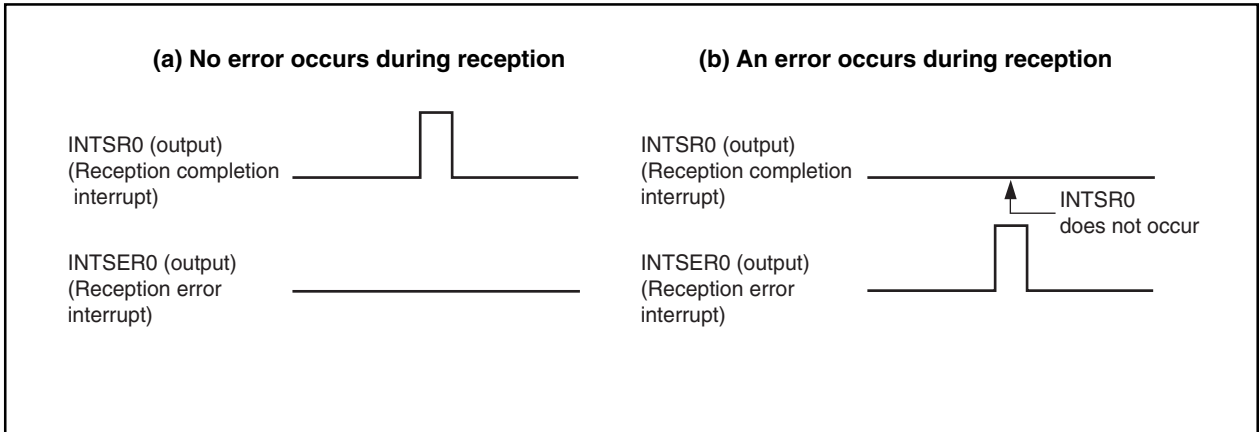 (a) No error occurs during reception
INTSR0 (output)
(Reception completion
interrupt)
INTSER0 (output)
(Reception error
interrupt)
(b) An error occurs during reception
INTSR0 (output)
(Reception completion
interrupt)
INTSR0
does not occur
INTSER0 (output)
(Reception error
interrupt)